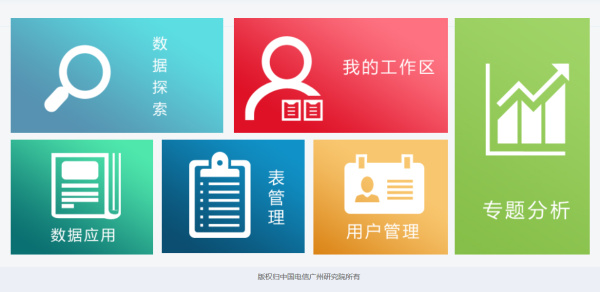 数据探索
我的工作区
专题分析
数据应用
表管理
用户管理
版权归中国电信广州研究院所有